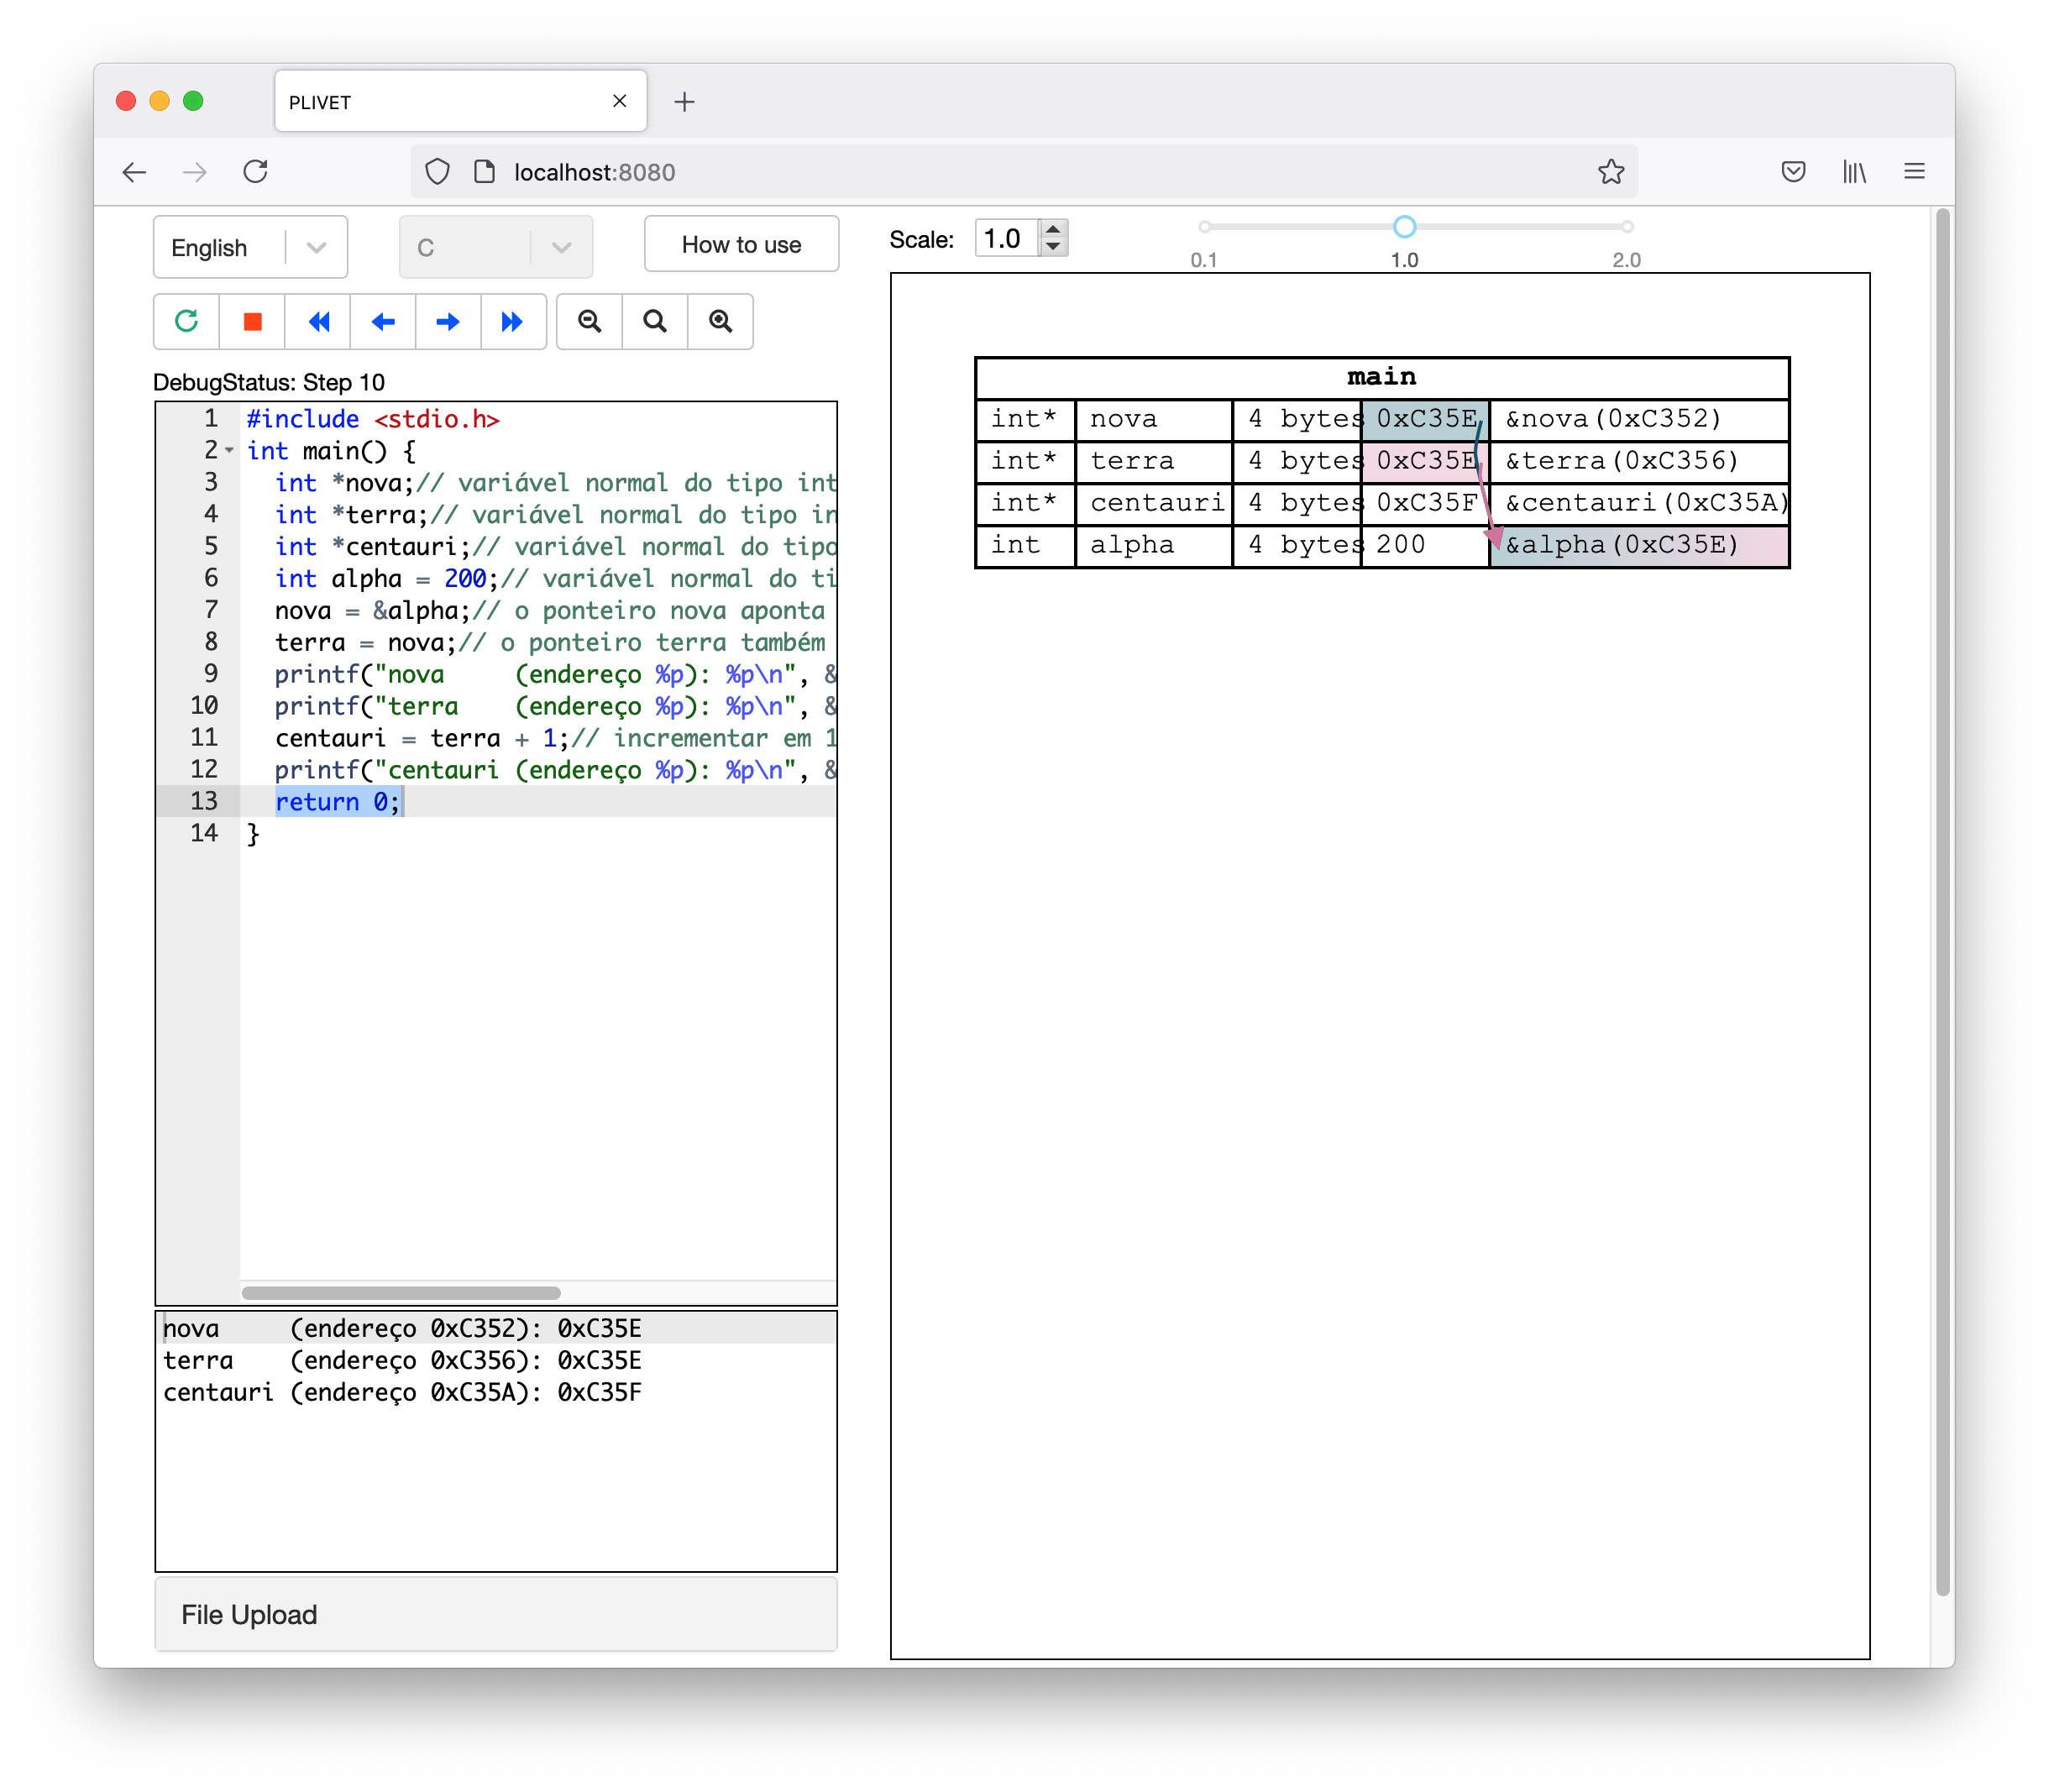 PLIVET
localhost:8080
English
C
How to use
Scale: 1.0
0.1 1.0 2.0
DebugStatus: Step 10
1 #include <stdio.h>
2 int main() {
3 int *nova;// variável normal do tipo int
4 int *terra;// variável normal do tipo in
5 int *centauri;// variável normal do tipo
6 int alpha = 200;// variável normal do ti
7 nova = &alpha;// o ponteiro nova aponta
8 terra = nova;// o ponteiro terra também
9 printf("nova     (endereço %p): %p\n", &
10 printf("terra    (endereço %p): %p\n", &
11 centauri = terra + 1;// incrementar em 1
12 printf("centauri (endereço %p): %p\n", &
13 return 0;
14 }
nova     (endereço 0xC352): 0xC35E
terra    (endereço 0xC356): 0xC35E
centauri (endereço 0xC35A): 0xC35F
File Upload
main
int* nova 4 bytes 0xC35E &nova(0xC352)
int* terra 4 bytes 0xC35E &terra(0xC356)
int* centauri 4 bytes 0xC35F &centauri(0xC35A)
int alpha 4 bytes 200 &alpha(0xC35E)